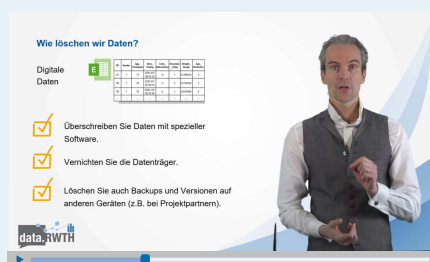 Wie löschen wir Daten?
Digitale
Daten
E
Überschreiben Sie Daten mit spezieller
Software.
Vernichten Sie die Datenträger.
Löschen Sie auch Backups und Versionen auf
anderen Geräten (z.B. bei Projektpartnern).
data.RWTH